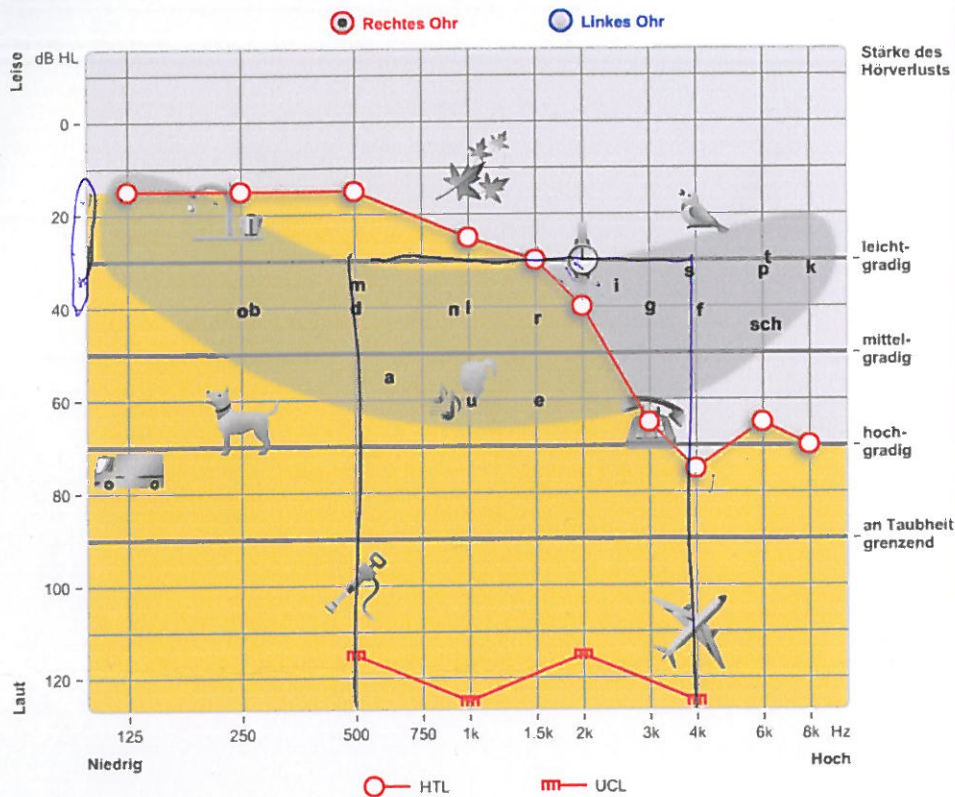 Rechtes Ohr Linkes Ohr
Leise
dB HL
Stärke des
Hörverlusts
0
20
leicht-
gradig
s p t k
m i
ob d n l r g f sch
40
mittel-
gradig
a
60
u e
hoch-
gradig
80
an Taubheit
grenzend
100
120
Laut
125 250 500 750 1k 1.5k 2k 3k 4k 6k 8k Hz
Niedrig Hoch
HTL UCL